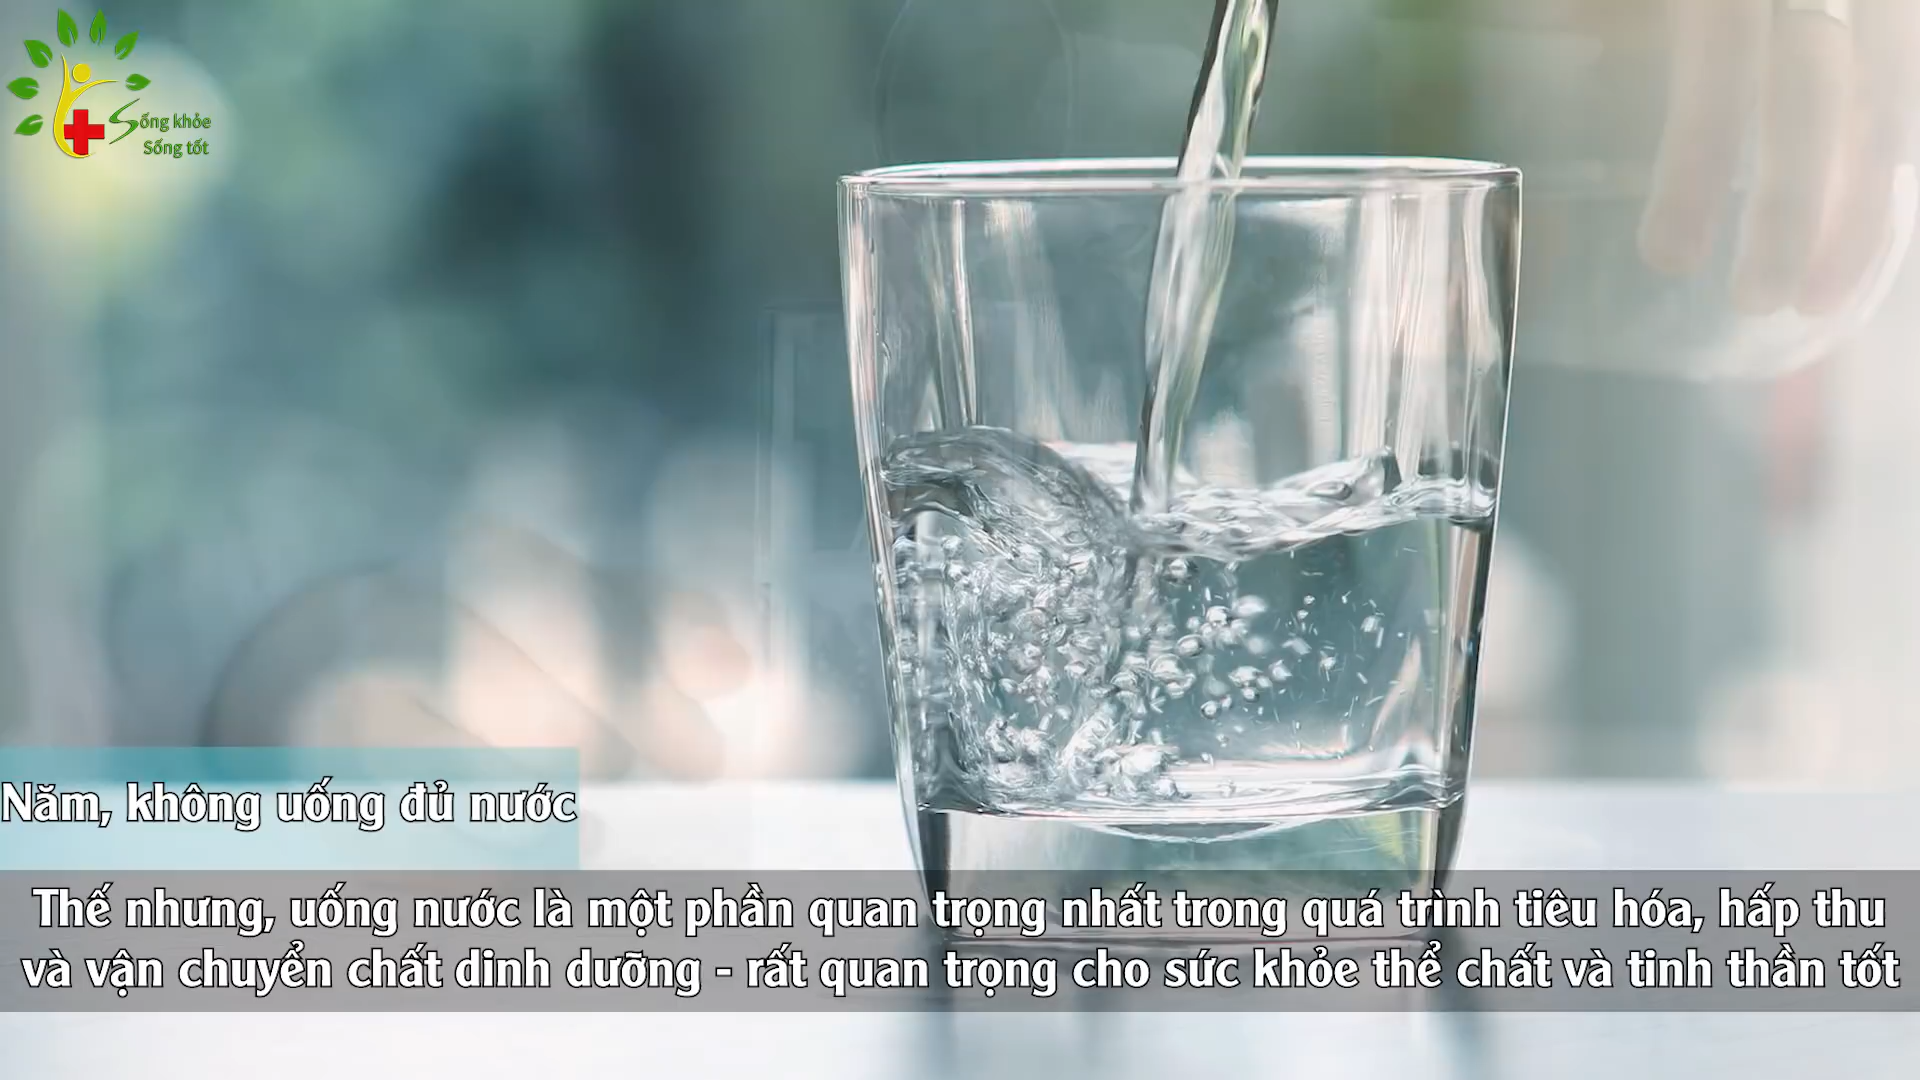 Sống khỏe
Sống tốt
Năm, không uống đủ nước
Thế nhưng, uống nước là một phần quan trọng nhất trong quá trình tiêu hóa, hấp thu
và vận chuyển chất dinh dưỡng - rất quan trọng cho sức khỏe thể chất và tinh thần tốt